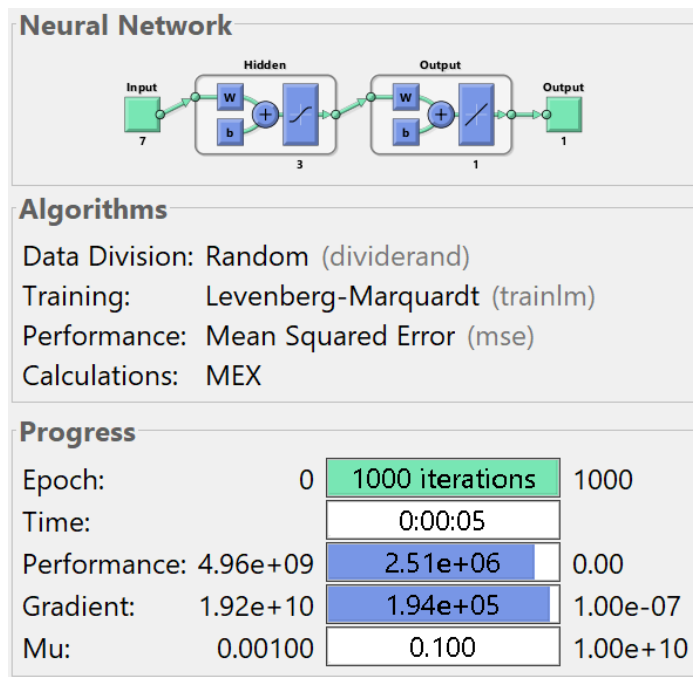 Neural Network
Hidden Output
Input Output
W W
+ +
b b
7 3 1 1
Algorithms
Data Division: Random (dividerand)
Training: Levenberg-Marquardt (trainlm)
Performance: Mean Squared Error (mse)
Calculations: MEX
Progress
Epoch: 0 1000 iterations 1000
Time: 0:00:05
Performance: 4.96e+09 2.51e+06 0.00
Gradient: 1.92e+10 1.94e+05 1.00e-07
Mu: 0.00100 0.100 1.00e+10